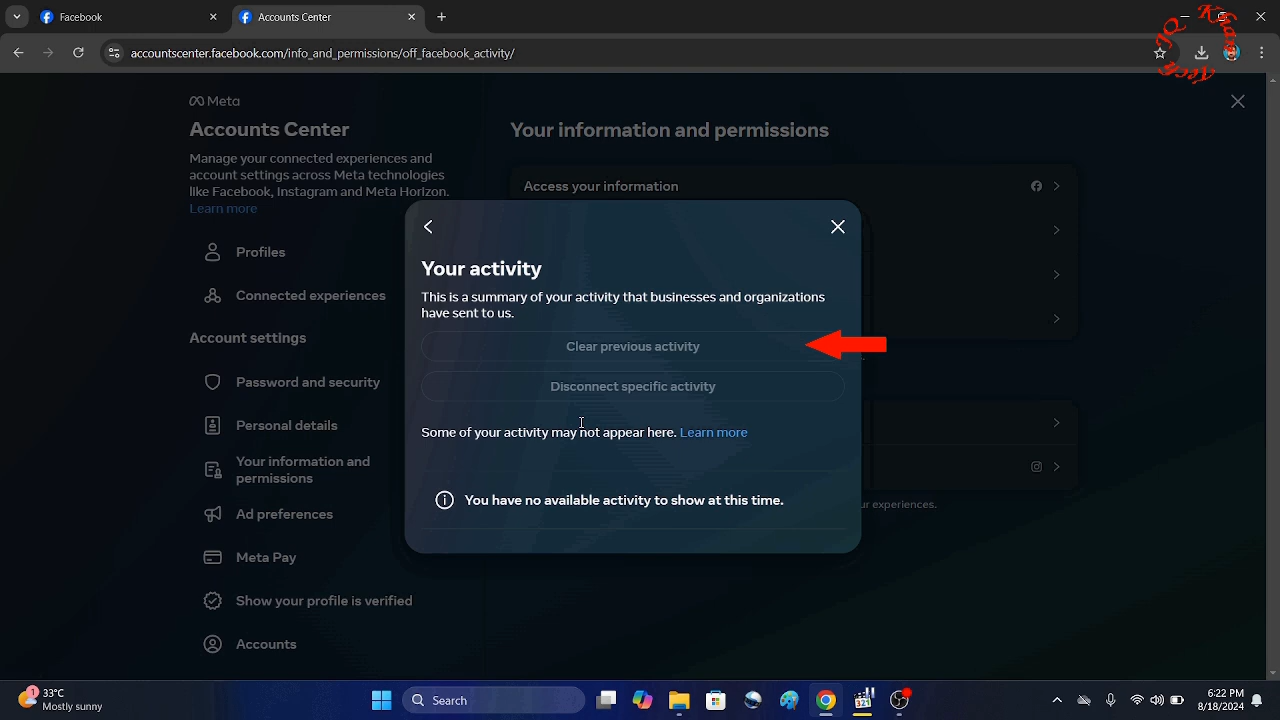 Facebook
Accounts Center
accountscenter.facebook.com/info_and_permissions/off_facebook_activity/
JQ Khan Tech
Meta
Accounts Center
Manage your connected experiences and
account settings across Meta technologies
like Facebook, Instagram and Meta Horizon.
Learn more
Profiles
Connected experiences
Account settings
Password and security
Personal details
Your information and
permissions
Ad preferences
Meta Pay
Show your profile is verified
Accounts
Your information and permissions
Access your information
Your activity
This is a summary of your activity that businesses and organizations
have sent to us.
Clear previous activity
Disconnect specific activity
Some of your activity may not appear here. Learn more
You have no available activity to show at this time.
ur experiences.
1
33°C
Mostly sunny
Search
321
6:22 PM
8/18/2024